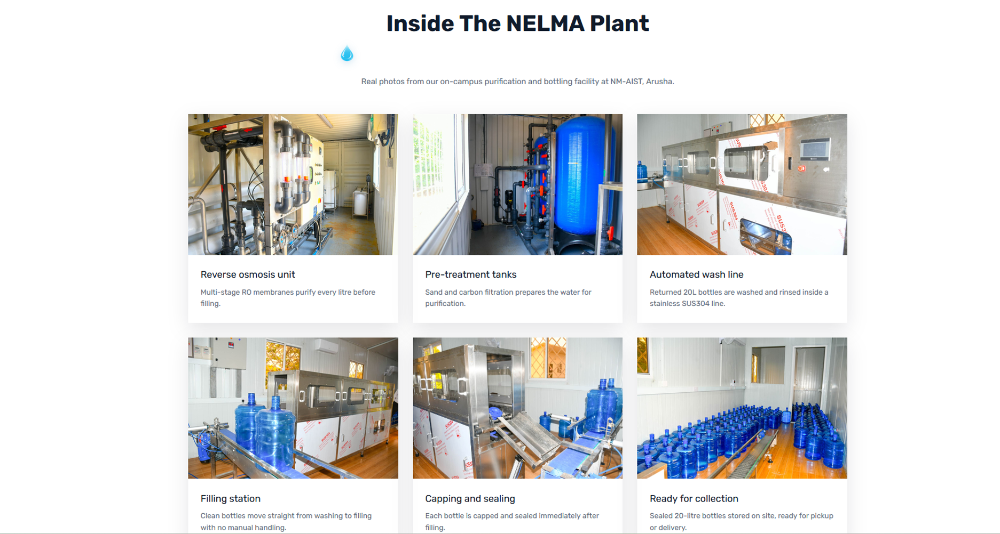 Inside The NELMA Plant
Real photos from our on-campus purification and bottling facility at NM-AIST, Arusha.
SUS304
SUS304
SUS304
Reverse osmosis unit
Multi-stage RO membranes purify every litre before
filling.
Pre-treatment tanks
Sand and carbon filtration prepares the water for
purification.
Automated wash line
Returned 20L bottles are washed and rinsed inside a
stainless SUS304 line.
SUS304
SUS304
Filling station
Clean bottles move straight from washing to filling
with no manual handling.
Capping and sealing
Each bottle is capped and sealed immediately after
filling.
Ready for collection
Sealed 20-litre bottles stored on site, ready for pickup
or delivery.